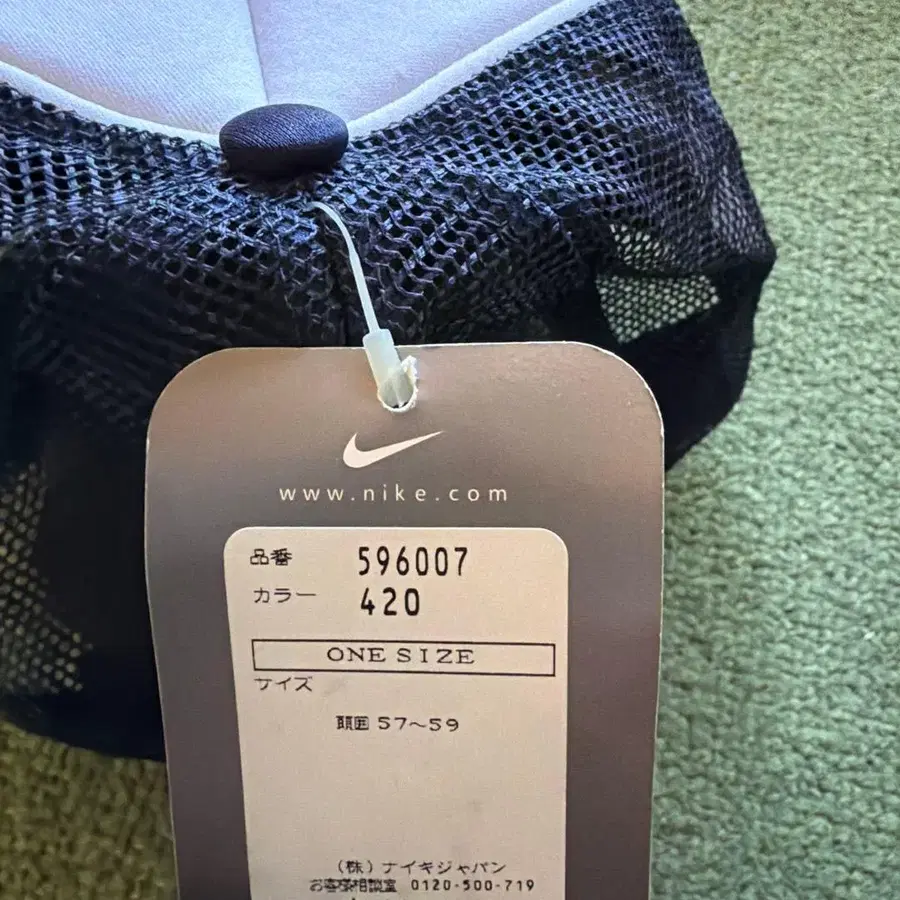 www.nike.com
品番 596007
カラー 420
ONE SIZE
サイズ
頭囲 57～59
(株)ナイキジャパン
お客様相談室 0120-500-719